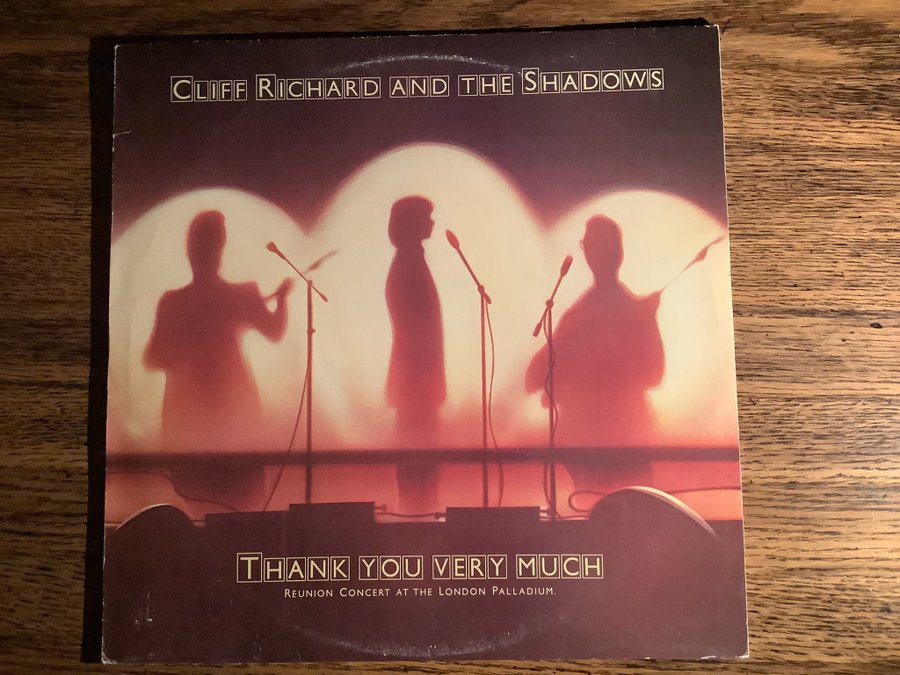 CLIFF RICHARD AND THE SHADOWS
THANK YOU VERY MUCH
REUNION CONCERT AT THE LONDON PALLADIUM.